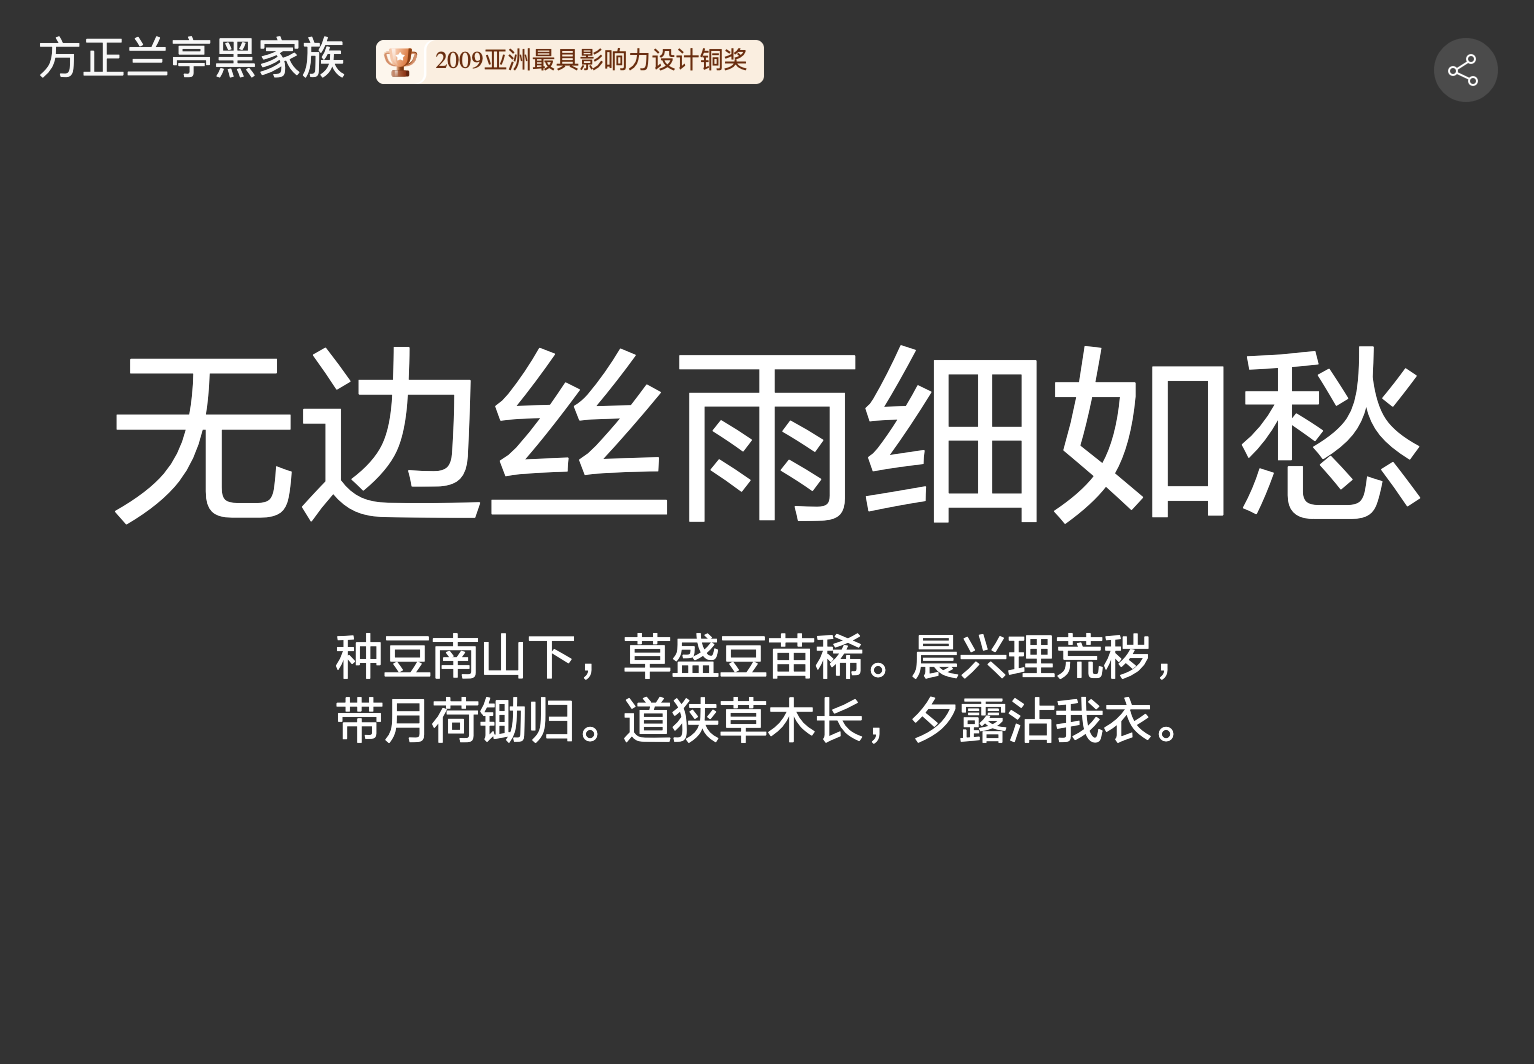 方正兰亭黑家族
2009亚洲最具影响力设计铜奖
无边丝雨细如愁
种豆南山下，草盛豆苗稀。晨兴理荒秽，
带月荷锄归。道狭草木长，夕露沾我衣。